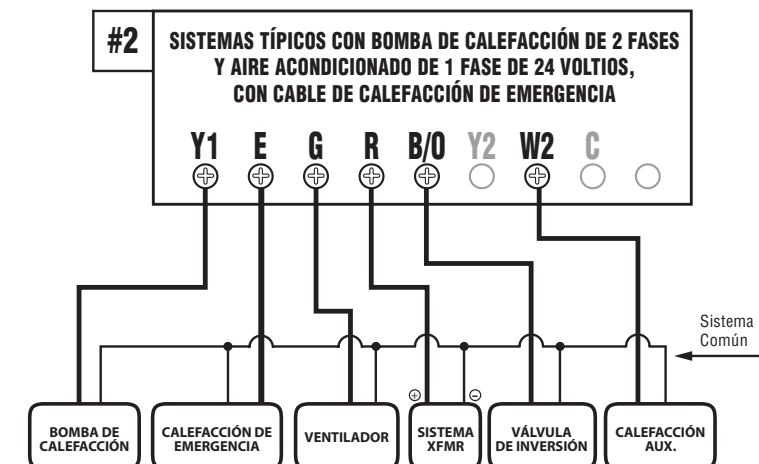 #2
SISTEMAS TÍPICOS CON BOMBA DE CALEFACCIÓN DE 2 FASES
Y AIRE ACONDICIONADO DE 1 FASE DE 24 VOLTIOS,
CON CABLE DE CALEFACCIÓN DE EMERGENCIA
Y1 E G R B/O Y2 W2 C
Sistema
Común
+ −
BOMBA DE
CALEFACCIÓN
CALEFACCIÓN DE
EMERGENCIA
VENTILADOR
SISTEMA
XFMR
VÁLVULA
DE INVERSIÓN
CALEFACCIÓN
AUX.